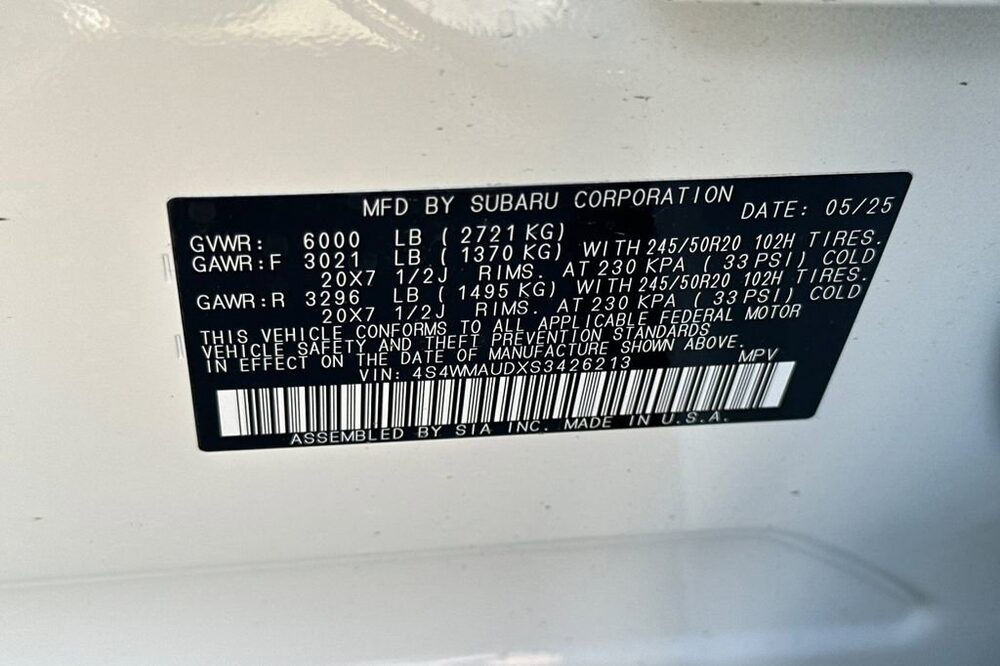 MFD BY SUBARU CORPORATION DATE: 05/25
GVWR: 6000 LB ( 2721 KG)
GAWR:F 3021 LB ( 1370 KG) WITH 245/50R20 102H TIRES.
20X7 1/2J RIMS. AT 230 KPA ( 33 PSI) COLD
GAWR:R 3296 LB ( 1495 KG) WITH 245/50R20 102H TIRES.
20X7 1/2J RIMS. AT 230 KPA ( 33 PSI) COLD
THIS VEHICLE CONFORMS TO ALL APPLICABLE FEDERAL MOTOR
VEHICLE SAFETY AND THEFT PREVENTION STANDARDS
IN EFFECT ON THE DATE OF MANUFACTURE SHOWN ABOVE.
VIN: 4S4WMAUDXS3426213 MPV
ASSEMBLED BY SIA INC. MADE IN U.S.A.